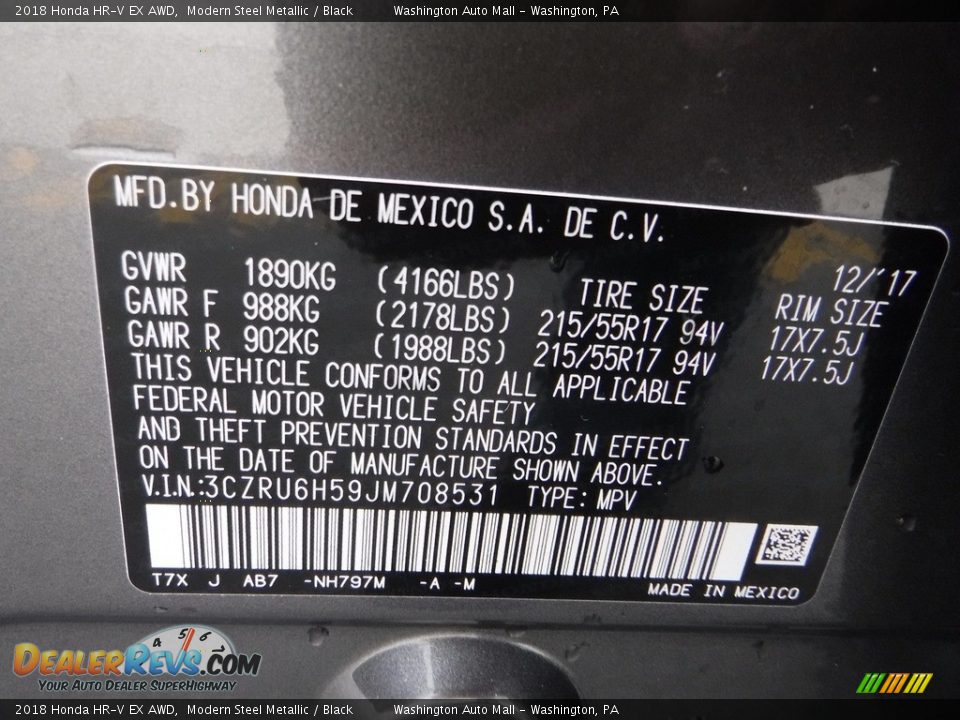 2018 Honda HR-V EX AWD, Modern Steel Metallic / Black Washington Auto Mall - Washington, PA
MFD.BY HONDA DE MEXICO S.A. DE C.V.
12/'17
GVWR 1890KG (4166LBS) TIRE SIZE RIM SIZE
GAWR F 988KG (2178LBS) 215/55R17 94V 17X7.5J
GAWR R 902KG (1988LBS) 215/55R17 94V 17X7.5J
THIS VEHICLE CONFORMS TO ALL APPLICABLE
FEDERAL MOTOR VEHICLE SAFETY
AND THEFT PREVENTION STANDARDS IN EFFECT
ON THE DATE OF MANUFACTURE SHOWN ABOVE.
V.I.N.:3CZRU6H59JM708531 TYPE: MPV
T7X J AB7 -NH797M -A -M
MADE IN MEXICO
4 5 6
DEALERREVS.COM
YOUR AUTO DEALER SUPERHIGHWAY
2018 Honda HR-V EX AWD, Modern Steel Metallic / Black Washington Auto Mall - Washington, PA